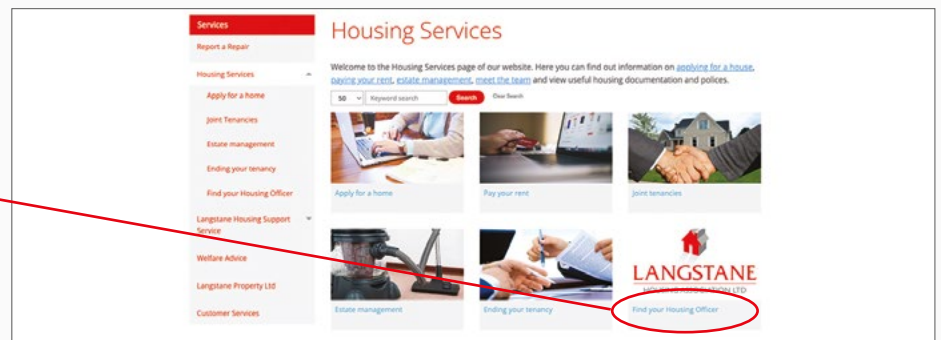 Services
Report a Repair
Housing Services
Apply for a home
Joint Tenancies
Estate management
Ending your tenancy
Find your Housing Officer
Langstane Housing Support
Service
Welfare Advice
Langstane Property Ltd
Customer Services
Housing Services
Welcome to the Housing Services page of our website. Here you can find out information on applying for a house,
paying your rent, estate management, meet the team and view useful housing documentation and polices.
50 Keyword search Search Clear Search
Apply for a home Pay your rent Joint tenancies
LANGSTANE
HOUSING ASSOCIATION LTD
Estate management Ending your tenancy Find your Housing Officer